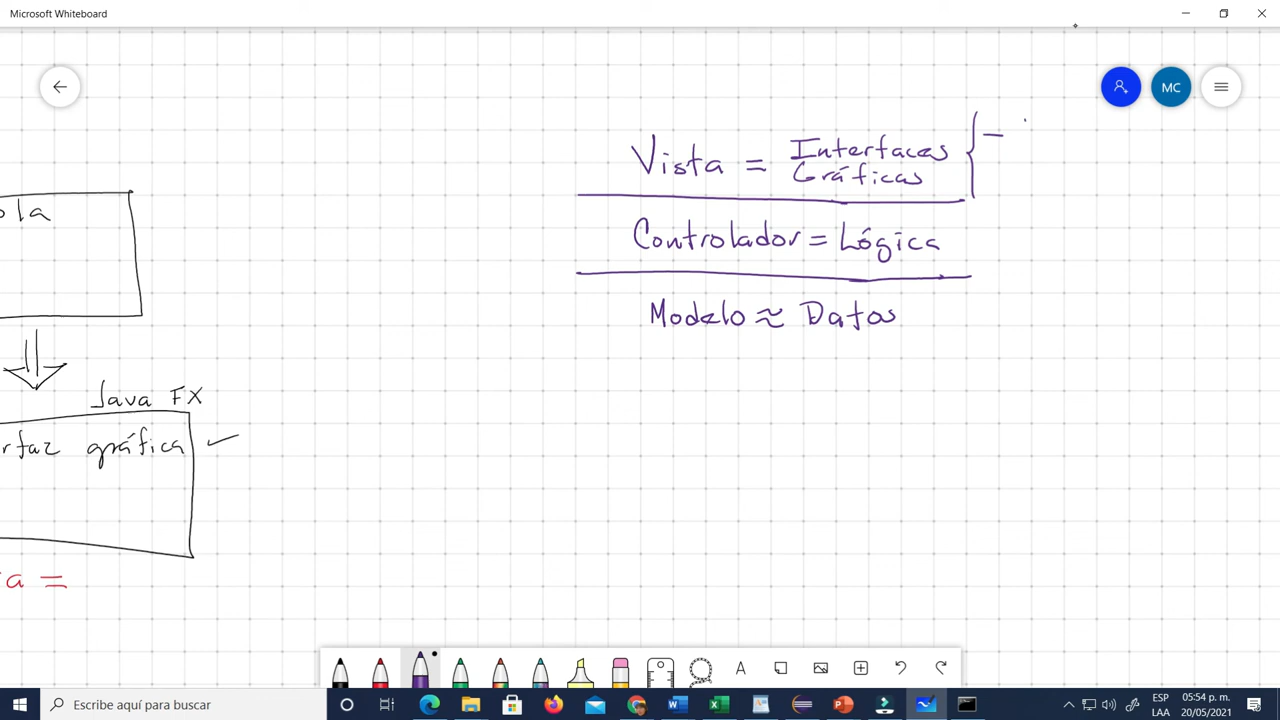 Microsoft Whiteboard
MC
Vista = Interfaces
Gráficas
Controlador = Lógica
Modelo ≈ Datos
ola
Java FX
rfaz gráfica ✓
a =
A
Escribe aquí para buscar
ESP
LAA
05:54 p. m.
20/05/2021